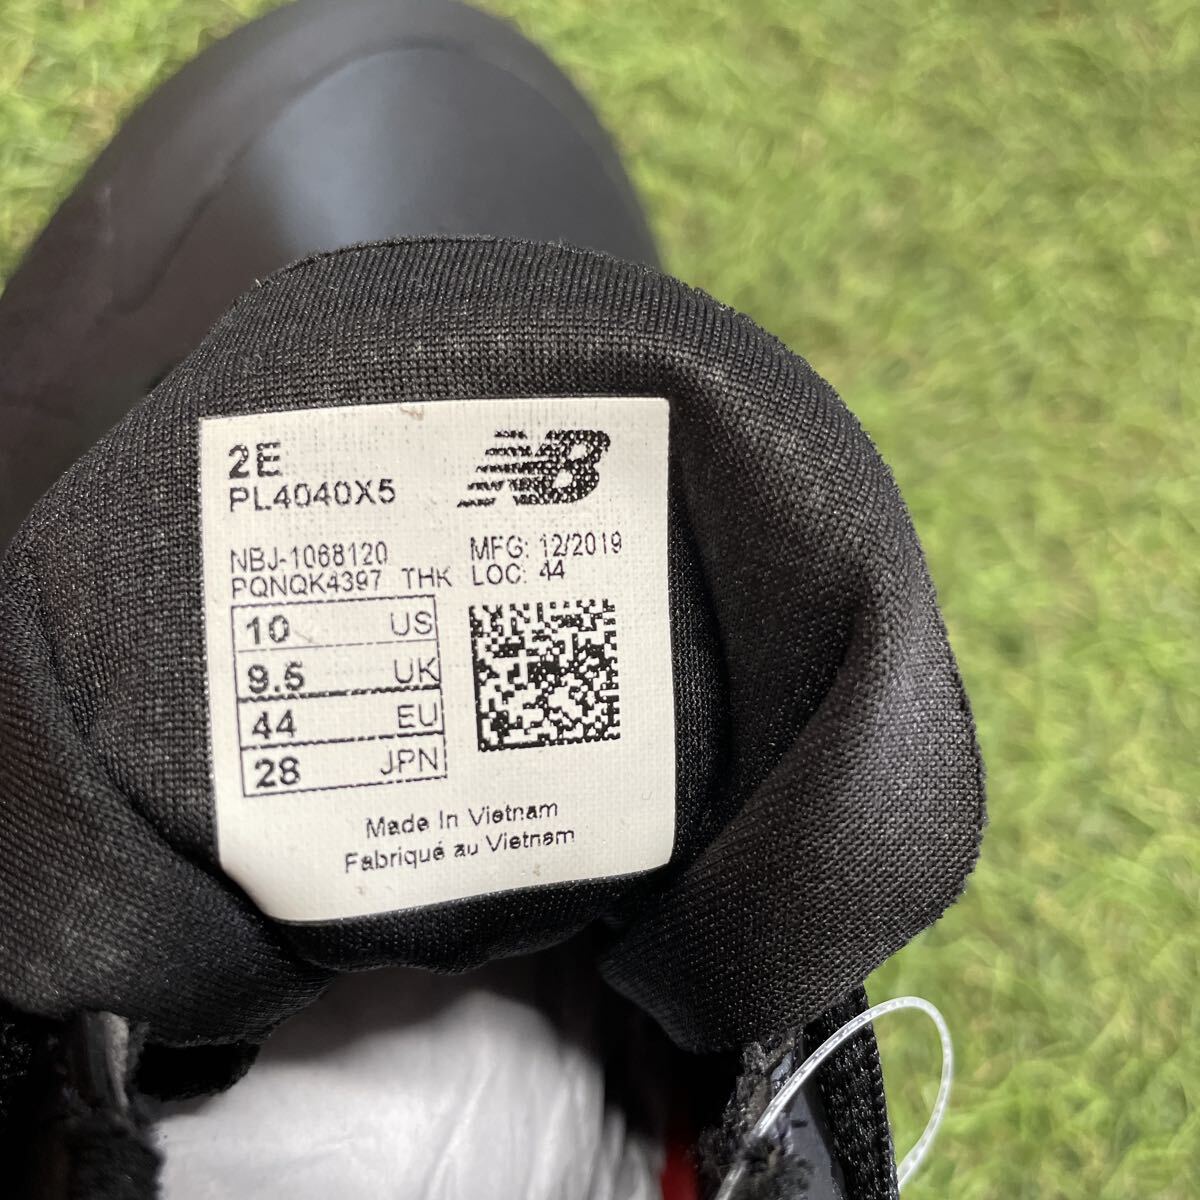 2E
NB
PL4040X5
NBJ-1068120
PQNQK4397 THK
MFG: 12/2019
LOC: 44
10 US
9.5 UK
44 EU
28 JPN
Made In Vietnam
Fabriqué au Vietnam